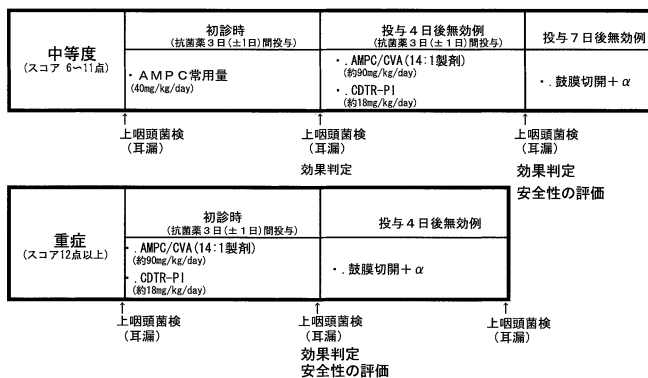 中等度
(スコア 6〜11点)
初診時
(抗菌薬3日(±1日)間投与)
・ＡＭＰＣ常用量
(40mg/kg/day)
投与４日後無効例
(抗菌薬３日(±１日)間投与)
・.AMPC/CVA(14:1製剤)
(約90mg/kg/day)
・.CDTR-PI
(約18mg/kg/day)
投与７日後無効例
・.鼓膜切開＋α
上咽頭菌検
(耳漏)
上咽頭菌検
(耳漏)
効果判定
上咽頭菌検
(耳漏)
効果判定
安全性の評価
重症
(スコア12点以上)
初診時
(抗菌薬３日(±１日)間投与)
・.AMPC/CVA(14:1製剤)
(約90mg/kg/day)
・.CDTR-PI
(約18mg/kg/day)
投与４日後無効例
・.鼓膜切開＋α
上咽頭菌検
(耳漏)
上咽頭菌検
(耳漏)
効果判定
安全性の評価
上咽頭菌検
(耳漏)